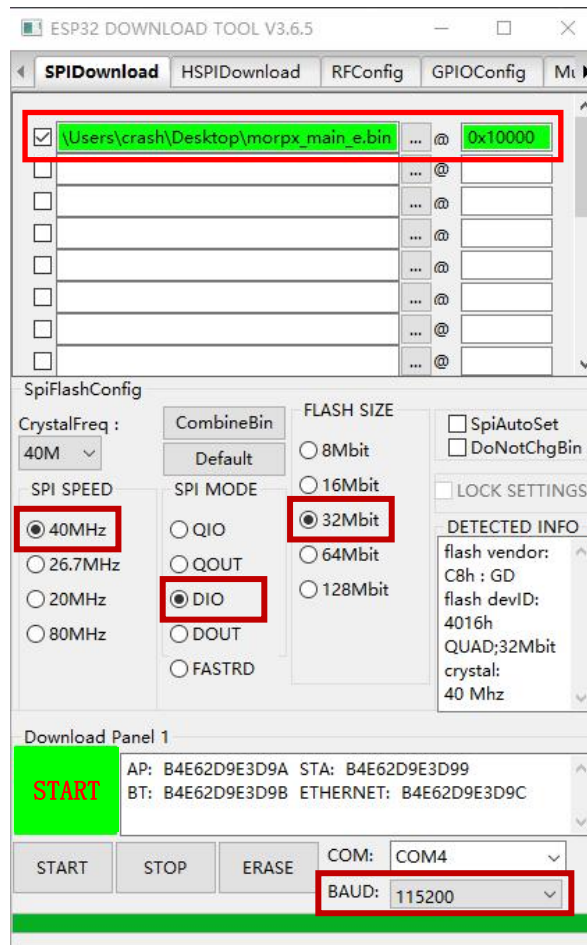 ESP32 DOWNLOAD TOOL V3.6.5
SPIDownload HSPIDownload RFConfig GPIOConfig
\Users\crash\Desktop\morpx_main_e.bin ... @ 0x10000
... @
... @
... @
... @
... @
... @
... @
SpiFlashConfig
CrystalFreq :
40M
CombineBin
Default
SPI SPEED
40MHz
26.7MHz
20MHz
80MHz
SPI MODE
QIO
QOUT
DIO
DOUT
FASTRD
FLASH SIZE
8Mbit
16Mbit
32Mbit
64Mbit
128Mbit
SpiAutoSet
DoNotChgBin
LOCK SETTINGS
DETECTED INFO
flash vendor:
C8h : GD
flash devID:
4016h
QUAD;32Mbit
crystal:
40 Mhz
Download Panel 1
START
AP: B4E62D9E3D9A STA: B4E62D9E3D99
BT: B4E62D9E3D9B ETHERNET: B4E62D9E3D9C
START STOP ERASE
COM: COM4
BAUD: 115200